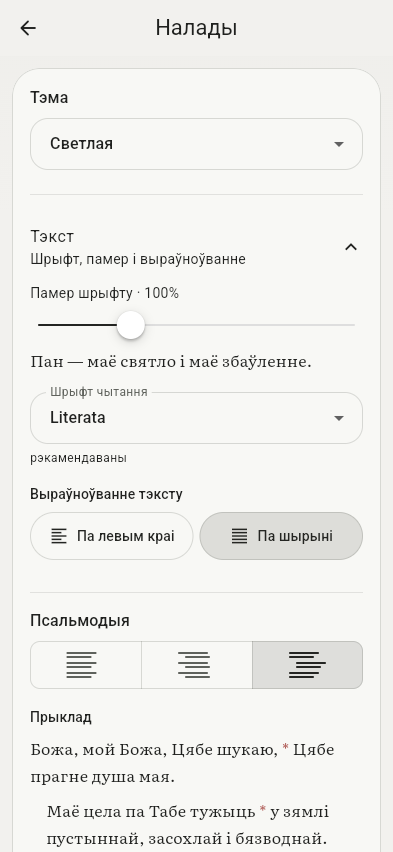 Налады
Тэма
Светлая
Тэкст
Шрыфт, памер і выраўноўванне
Памер шрыфту · 100%
Пан — маё святло і маё збаўленне.
Шрыфт чытання
Literata
рэкамендаваны
Выраўноўванне тэксту
Па левым краі
Па шырыні
Псальмодыя
Прыклад
Божа, мой Божа, Цябе шукаю, * Цябе
прагне душа мая.
Маё цела па Табе тужыць * у зямлі
пустыннай, засохлай і бязводнай.